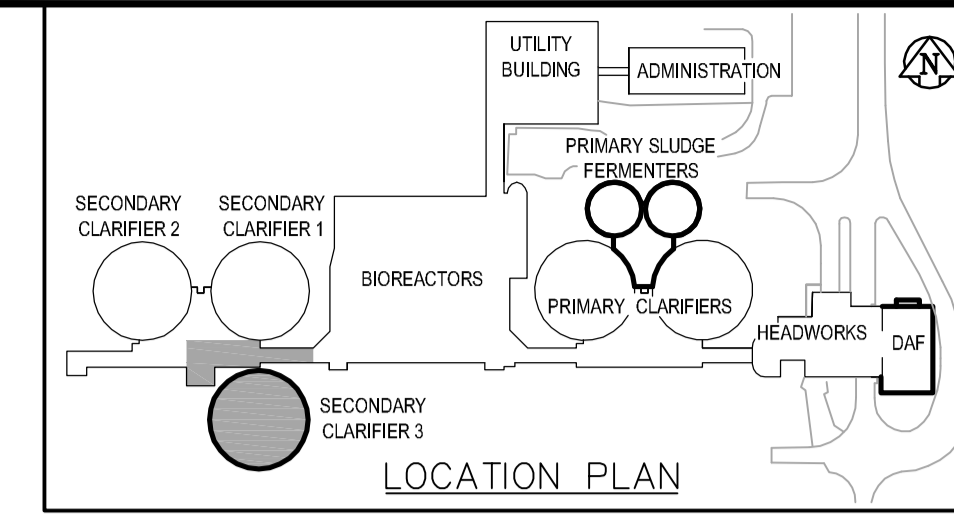 UTILITY
BUILDING
ADMINISTRATION
N
PRIMARY SLUDGE
FERMENTERS
SECONDARY
CLARIFIER 2
SECONDARY
CLARIFIER 1
BIOREACTORS
PRIMARY CLARIFIERS
HEADWORKS
DAF
SECONDARY
CLARIFIER 3
LOCATION PLAN